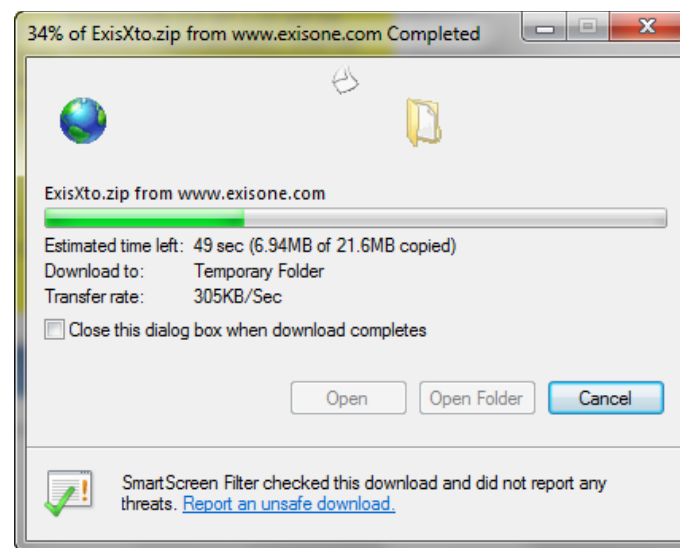 34% of ExisXto.zip from www.exisone.com Completed
ExisXto.zip from www.exisone.com
Estimated time left: 49 sec (6.94MB of 21.6MB copied)
Download to: Temporary Folder
Transfer rate: 305KB/Sec
Close this dialog box when download completes
Open Open Folder Cancel
SmartScreen Filter checked this download and did not report any
threats. Report an unsafe download.